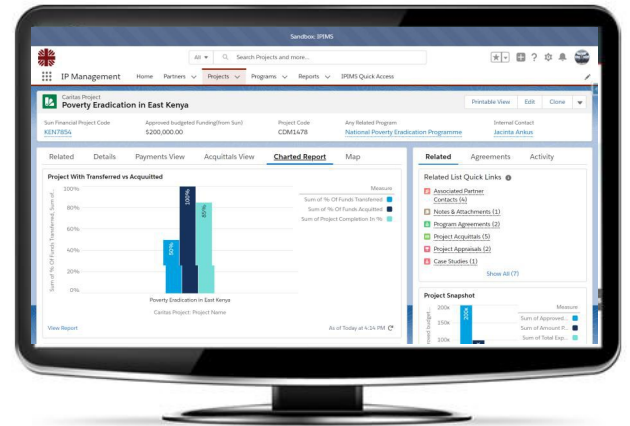 Sandbox: IPIMS
All
Search Projects and more...
IP Management Home Partners Projects Programs Reports IPIMS Quick Access
Caritas Project
Poverty Eradication in East Kenya
Printable View Edit Clone
Sun Financial Project Code Approved budgeted Funding(from Sun) Project Code Any Related Program Internal Contact
KEN7854 $200,000.00 CDM1478 National Poverty Eradication Programme Jacinta Ankus
Related Details Payments View Acquittals View Charted Report Map
Project With Transferred vs Acquuitted
Sum of % Of Funds Transferred, Sum of...
100%
80%
60%
40%
20%
0%
50%
100%
85%
Measure
Sum of % Of Funds Transferred
Sum of % Of Funds Acquitted
Sum of Project Completion In %
Poverty Eradication in East Kenya
Caritas Project: Project Name
View Report
As of Today at 4:14 PM
Related Agreements Activity
Related List Quick Links
Associated Partner Contacts (4)
Notes & Attachments (1)
Program Agreements (2)
Project Acquittals (5)
Project Appraisals (2)
Case Studies (1)
Show All (7)
Project Snapshot
200k
150k
100k
200k
Measure
Sum of Approved...
Sum of Amount P...
Sum of Total Exp...